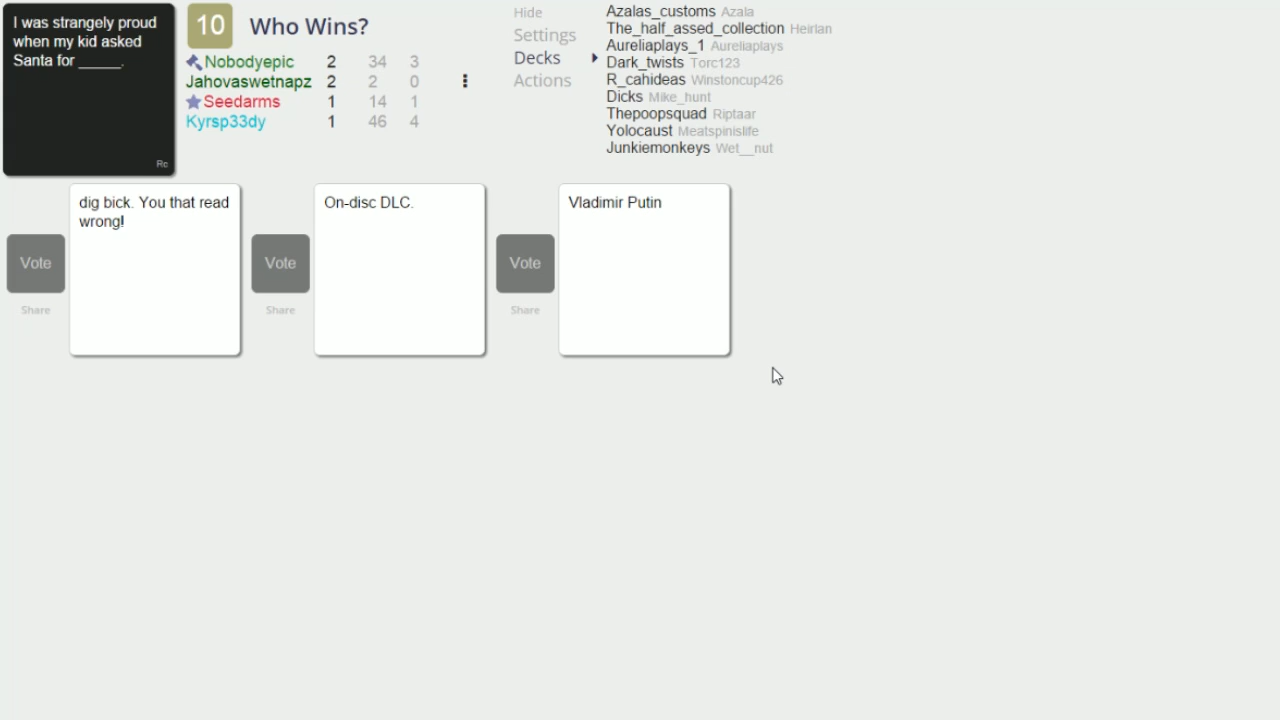 I was strangely proud
when my kid asked
Santa for _____.
Rc
10 Who Wins?
Nobodyepic 2 34 3
Jahovaswetnapz 2 2 0
Seedarms 1 14 1
Kyrsp33dy 1 46 4
Hide
Settings
Decks
Actions
Azalas_customs Azala
The_half_assed_collection Heirlan
Aureliaplays_1 Aureliaplays
Dark_twists Torc123
R_cahideas Winstoncup426
Dicks Mike_hunt
Thepoopsquad Riptaar
Yolocaust Meatspinislife
Junkiemonkeys Wet__nut
Vote
Share
dig bick. You that read
wrong!
Vote
Share
On-disc DLC.
Vote
Share
Vladimir Putin